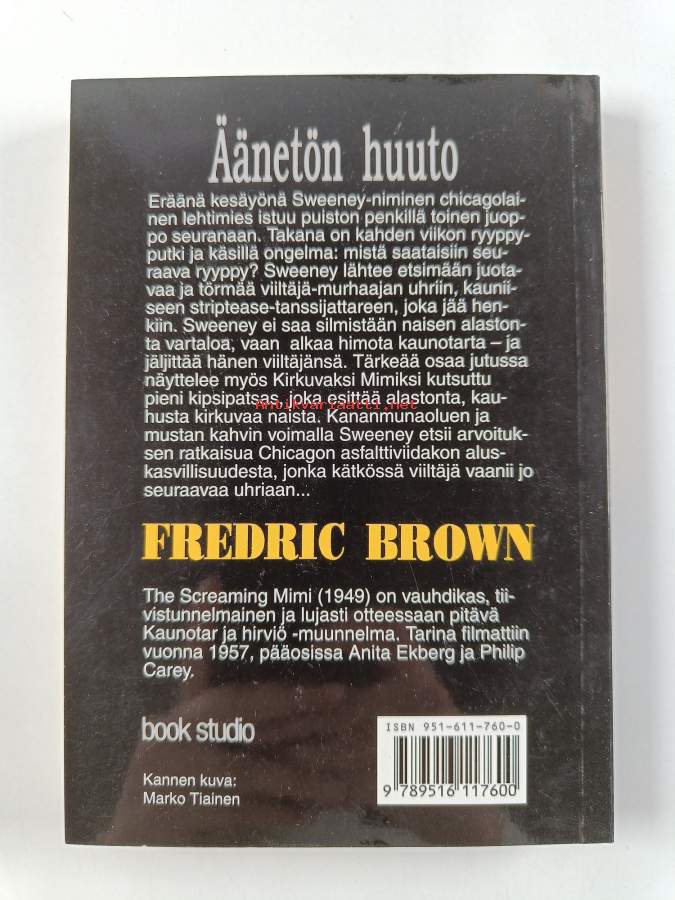 Äänetön huuto
Eräänä kesäyönä Sweeney-niminen chicagolai-
nen lehtimies istuu puiston penkillä toinen juop-
po seuranaan. Takana on kahden viikon ryyppy-
putki ja käsillä ongelma: mistä saataisiin seu-
raava ryyppy? Sweeney lähtee etsimään juota-
vaa ja törmää viiltäjä-murhaajan uhriin, kaunii-
seen striptease-tanssijattareen, joka jää hen-
kiin. Sweeney ei saa silmistään naisen alaston-
ta vartaloa, vaan alkaa himota kaunotarta – ja
jäljittää hänen viiltäjänsä. Tärkeää osaa jutussa
näyttelee myös Kirkuvaksi Mimiksi kutsuttu
pieni kipsipatsas, joka esittää alastonta, kau-
Antikvariaatti.net
husta kirkuvaa naista. Kananmunaoluen ja
mustan kahvin voimalla Sweeney etsii arvoituk-
sen ratkaisua Chicagon asfalttiviidakon alus-
kasvillisuudesta, jonka kätkössä viiltäjä vaanii jo
seuraavaa uhriaan...
FREDRIC BROWN
The Screaming Mimi (1949) on vauhdikas, tii-
vistunnelmainen ja lujasti otteessaan pitävä
Kaunotar ja hirviö -muunnelma. Tarina filmattiin
vuonna 1957, pääosissa Anita Ekberg ja Philip
Carey.
book studio
Kannen kuva:
Marko Tiainen
ISBN 951-611-760-0
9 789516 117600